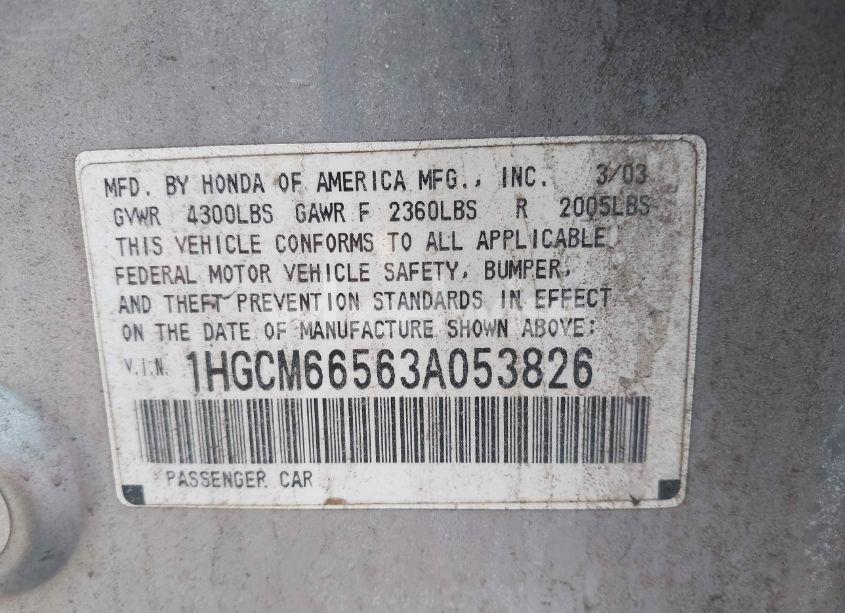 MFD. BY HONDA OF AMERICA MFG., INC. 3/03
GVWR 4300LBS GAWR F 2360LBS R 2005LBS
THIS VEHICLE CONFORMS TO ALL APPLICABLE
FEDERAL MOTOR VEHICLE SAFETY, BUMPER,
AND THEFT PREVENTION STANDARDS IN EFFECT
ON THE DATE OF MANUFACTURE SHOWN ABOVE:
V.I.N. 1HGCM66563A053826
PASSENGER CAR